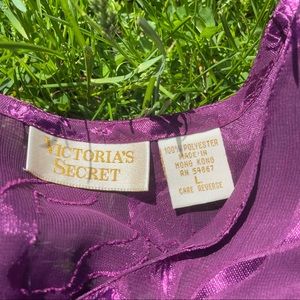 VICTORIA'S
SECRET
100% POLYESTER
MADE IN
HONG KONG
RN 54867
L
CARE REVERSE